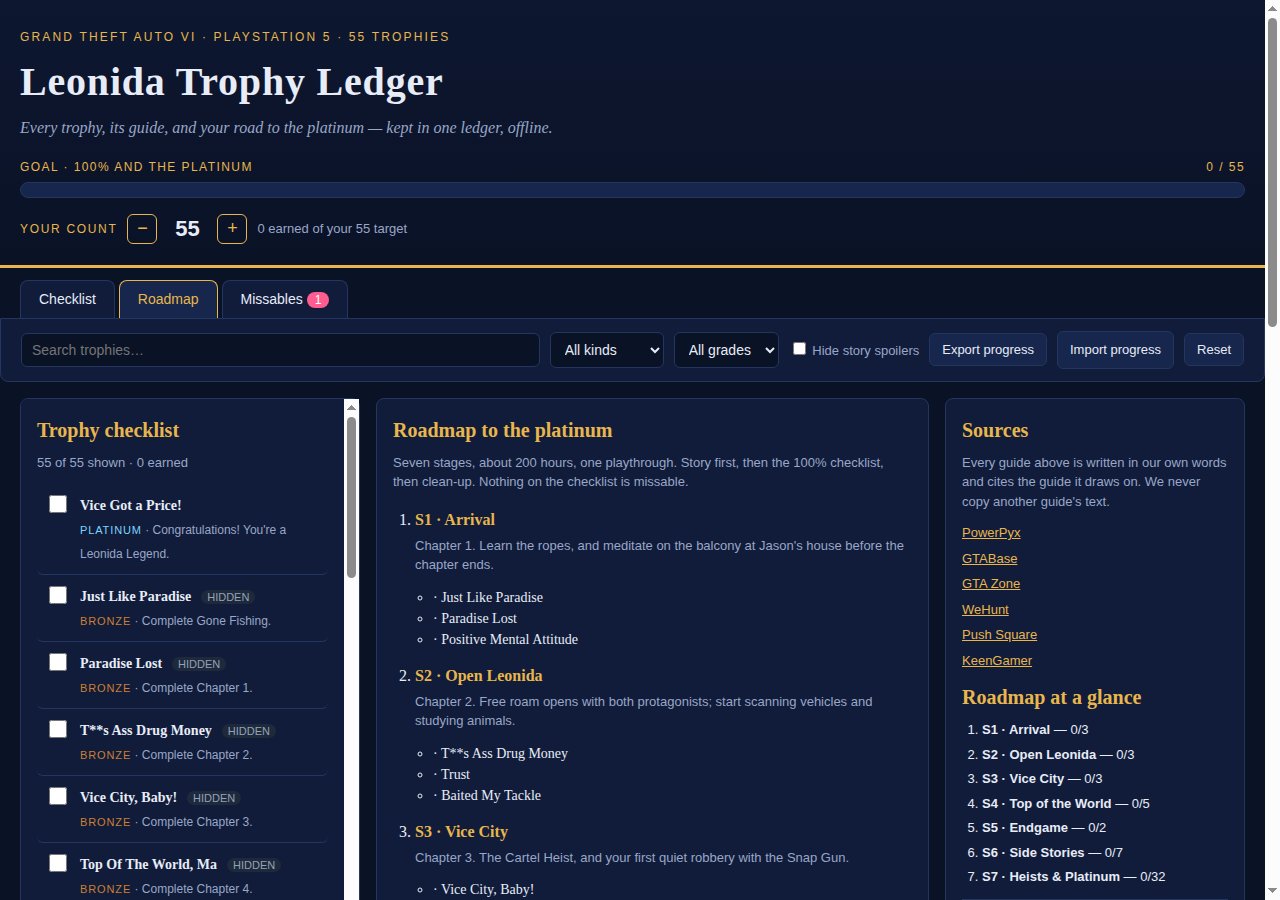 GRAND THEFT AUTO VI · PLAYSTATION 5 · 55 TROPHIES
Leonida Trophy Ledger
Every trophy, its guide, and your road to the platinum — kept in one ledger, offline.
GOAL · 100% AND THE PLATINUM
0 / 55
YOUR COUNT − 55 + 0 earned of your 55 target
Checklist Roadmap Missables 1
Search trophies… All kinds All grades Hide story spoilers Export progress Import progress Reset
Trophy checklist
55 of 55 shown · 0 earned
Vice Got a Price!
PLATINUM · Congratulations! You're a
Leonida Legend.
Just Like Paradise HIDDEN
BRONZE · Complete Gone Fishing.
Paradise Lost HIDDEN
BRONZE · Complete Chapter 1.
T**s Ass Drug Money HIDDEN
BRONZE · Complete Chapter 2.
Vice City, Baby! HIDDEN
BRONZE · Complete Chapter 3.
Top Of The World, Ma HIDDEN
BRONZE · Complete Chapter 4.
Roadmap to the platinum
Seven stages, about 200 hours, one playthrough. Story first, then the 100% checklist,
then clean-up. Nothing on the checklist is missable.
1. S1 · Arrival
Chapter 1. Learn the ropes, and meditate on the balcony at Jason's house before the
chapter ends.
· Just Like Paradise
· Paradise Lost
· Positive Mental Attitude
2. S2 · Open Leonida
Chapter 2. Free roam opens with both protagonists; start scanning vehicles and
studying animals.
· T**s Ass Drug Money
· Trust
· Baited My Tackle
3. S3 · Vice City
Chapter 3. The Cartel Heist, and your first quiet robbery with the Snap Gun.
· Vice City, Baby!
Sources
Every guide above is written in our own words
and cites the guide it draws on. We never
copy another guide's text.
PowerPyx
GTABase
GTA Zone
WeHunt
Push Square
KeenGamer
Roadmap at a glance
1. S1 · Arrival — 0/3
2. S2 · Open Leonida — 0/3
3. S3 · Vice City — 0/3
4. S4 · Top of the World — 0/5
5. S5 · Endgame — 0/2
6. S6 · Side Stories — 0/7
7. S7 · Heists & Platinum — 0/32